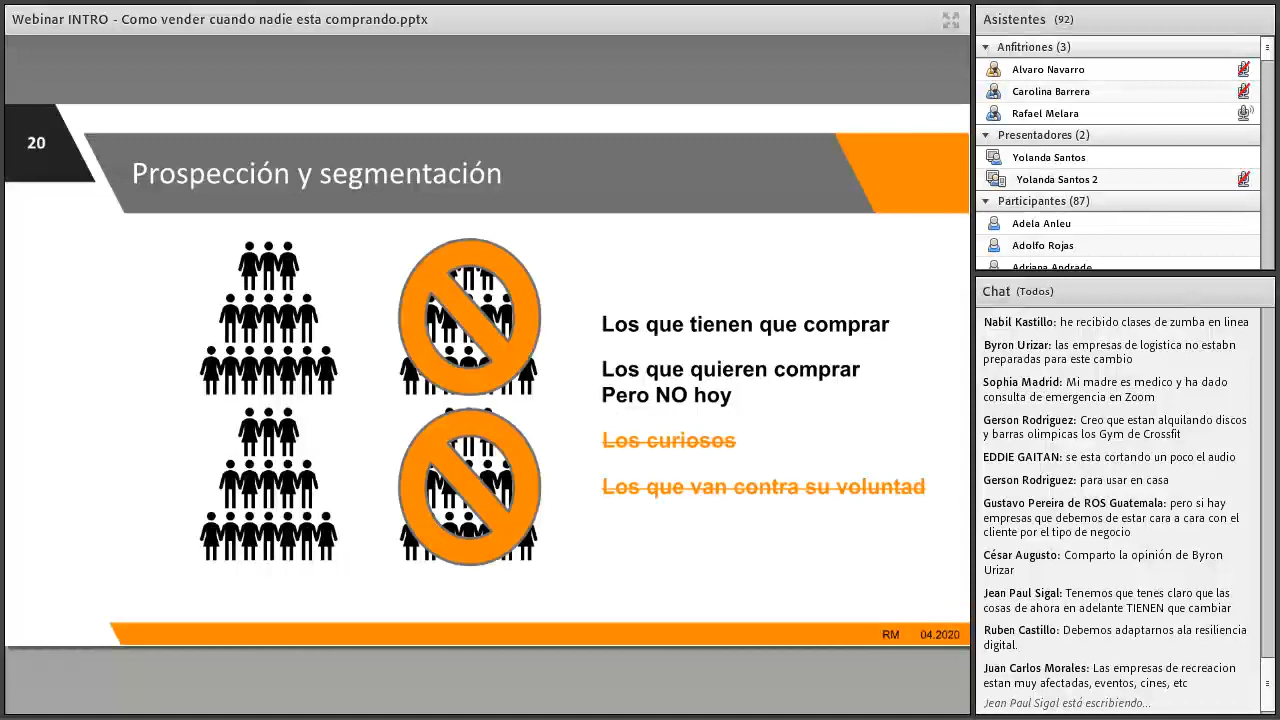 Webinar INTRO - Como vender cuando nadie esta comprando.pptx
20
Prospección y segmentación
Los que tienen que comprar
Los que quieren comprar
Pero NO hoy
Los curiosos
Los que van contra su voluntad
RM 04.2020
Asistentes (92)
Anfitriones (3)
Alvaro Navarro
Carolina Barrera
Rafael Melara
Presentadores (2)
Yolanda Santos
Yolanda Santos 2
Participantes (87)
Adela Anleu
Adolfo Rojas
Adriana Andrade
Chat (Todos)
Nabil Kastillo: he recibido clases de zumba en linea
Byron Urizar: las empresas de logistica no estabn
preparadas para este cambio
Sophia Madrid: Mi madre es medico y ha dado
consulta de emergencia en Zoom
Gerson Rodriguez: Creo que estan alquilando discos
y barras olimpicas los Gym de Crossfit
EDDIE GAITAN: se esta cortando un poco el audio
Gerson Rodriguez: para usar en casa
Gustavo Pereira de ROS Guatemala: pero si hay
empresas que debemos de estar cara a cara con el
cliente por el tipo de negocio
César Augusto: Comparto la opinión de Byron
Urizar
Jean Paul Sigal: Tenemos que tenes claro que las
cosas de ahora en adelante TIENEN que cambiar
Ruben Castillo: Debemos adaptarnos ala resiliencia
digital.
Juan Carlos Morales: Las empresas de recreacion
estan muy afectadas, eventos, cines, etc
Jean Paul Sigal está escribiendo...